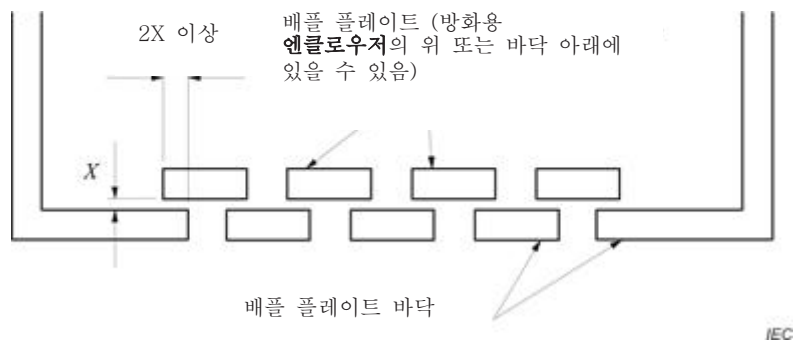 2X 이상
배플 플레이트 (방화용
엔클로우저의 위 또는 바닥 아래에
있을 수 있음)
X
배플 플레이트 바닥
IEC